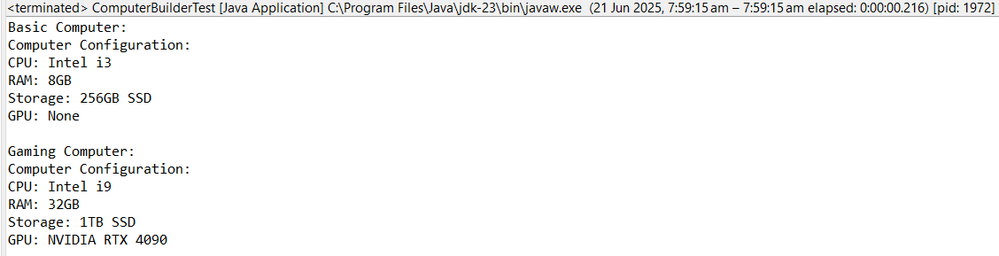 <terminated> ComputerBuilderTest [Java Application] C:\Program Files\Java\jdk-23\bin\javaw.exe (21 Jun 2025, 7:59:15 am – 7:59:15 am elapsed: 0:00:00.216) [pid: 1972]
Basic Computer:
Computer Configuration:
CPU: Intel i3
RAM: 8GB
Storage: 256GB SSD
GPU: None

Gaming Computer:
Computer Configuration:
CPU: Intel i9
RAM: 32GB
Storage: 1TB SSD
GPU: NVIDIA RTX 4090